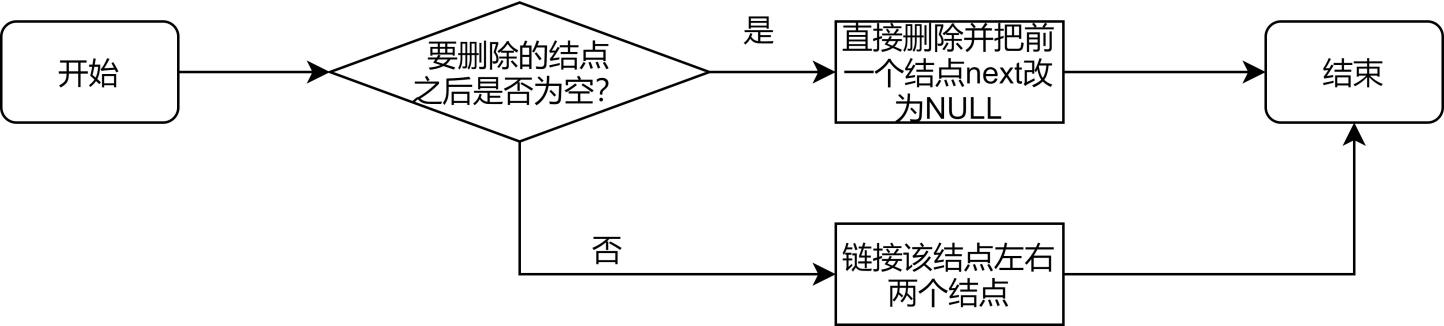 开始
要删除的结点
之后是否为空？
是
直接删除并把前
一个结点next改
为NULL
结束
否
链接该结点左右
两个结点